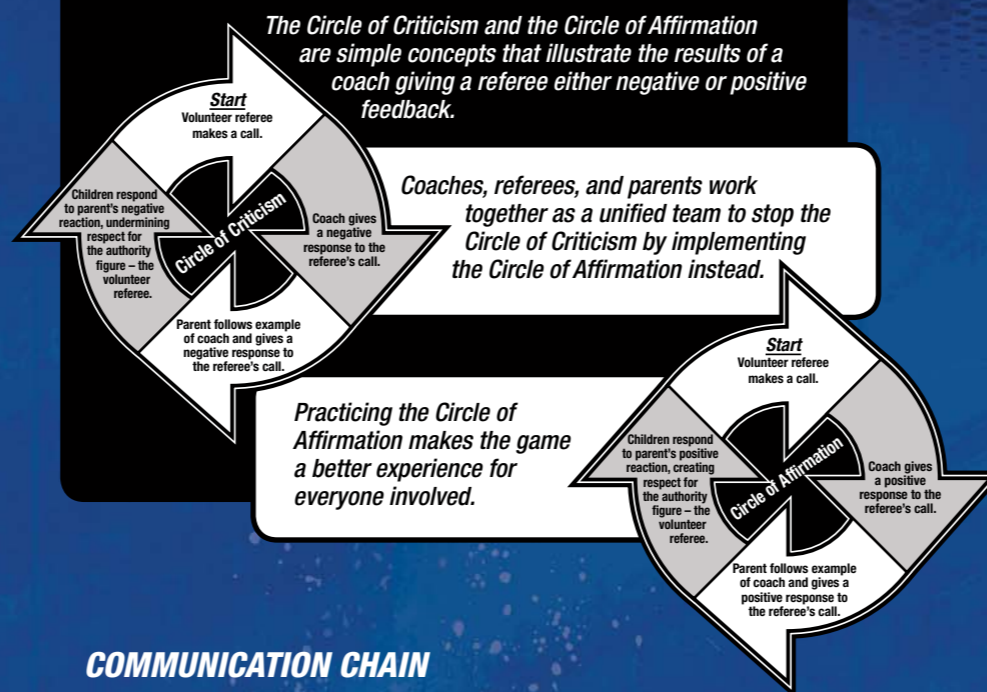 The Circle of Criticism and the Circle of Affirmation
are simple concepts that illustrate the results of a
coach giving a referee either negative or positive
feedback.
Start
Volunteer referee
makes a call.
Coach gives
a negative
response to the
referee's call.
Parent follows example
of coach and gives a
negative response to
the referee's call.
Children respond
to parent's negative
reaction, undermining
respect for
the authority
figure – the
volunteer
referee.
Circle of Criticism
Coaches, referees, and parents work
together as a unified team to stop the
Circle of Criticism by implementing
the Circle of Affirmation instead.
Practicing the Circle of
Affirmation makes the game
a better experience for
everyone involved.
Start
Volunteer referee
makes a call.
Coach gives
a positive
response to the
referee's call.
Parent follows example
of coach and gives a
positive response to
the referee's call.
Children respond
to parent's positive
reaction, creating
respect for
the authority
figure – the
volunteer
referee.
Circle of Affirmation
COMMUNICATION CHAIN